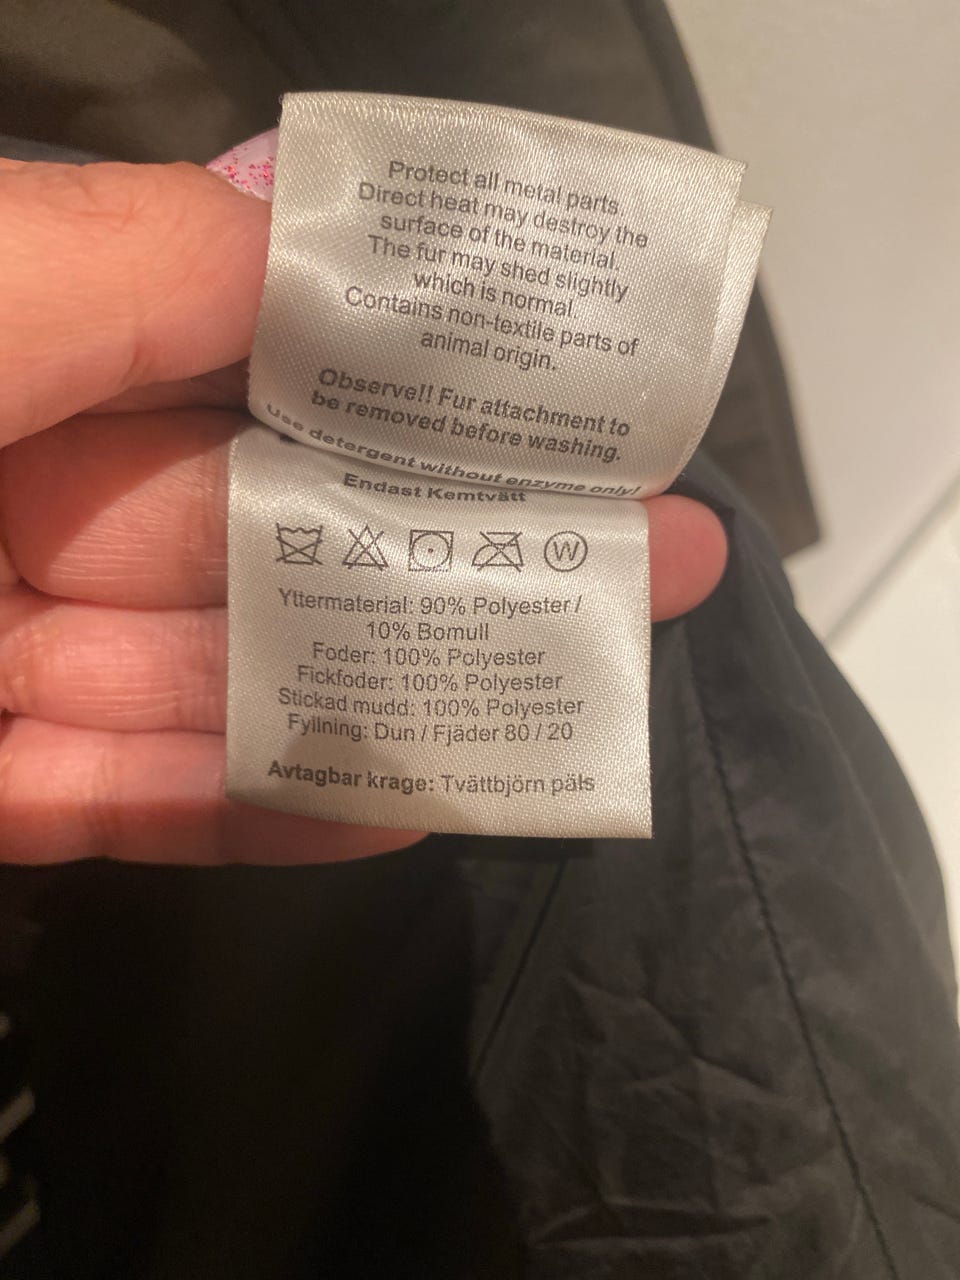 Protect all metal parts.
Direct heat may destroy the
surface of the material.
The fur may shed slightly
which is normal.
Contains non-textile parts of
animal origin.
Observe!! Fur attachment to
be removed before washing.
Use detergent without enzyme only!
Endast Kemtvätt
W
Yttermaterial: 90% Polyester /
10% Bomull
Foder: 100% Polyester
Fickfoder: 100% Polyester
Stickad mudd: 100% Polyester
Fyllning: Dun / Fjäder 80 / 20
Avtagbar krage: Tvättbjörn päls